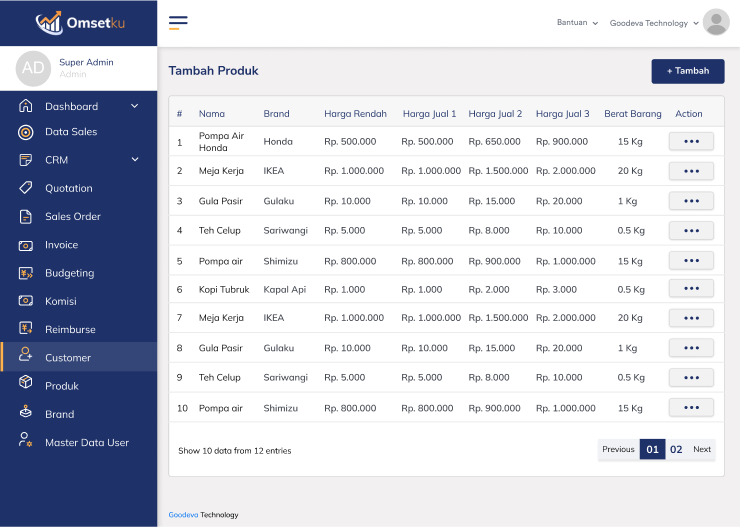 Omsetku
Bantuan
Goodeva Technology
AD
Super Admin
Admin
Dashboard
Data Sales
CRM
Quotation
Sales Order
Invoice
Budgeting
Komisi
Reimburse
Customer
Produk
Brand
Master Data User
Tambah Produk
+ Tambah
# Nama Brand Harga Rendah Harga Jual 1 Harga Jual 2 Harga Jual 3 Berat Barang Action
1 Pompa Air Honda Honda Rp. 500.000 Rp. 500.000 Rp. 650.000 Rp. 900.000 15 Kg
2 Meja Kerja IKEA Rp. 1.000.000 Rp. 1.000.000 Rp. 1.500.000 Rp. 2.000.000 20 Kg
3 Gula Pasir Gulaku Rp. 10.000 Rp. 10.000 Rp. 15.000 Rp. 20.000 1 Kg
4 Teh Celup Sariwangi Rp. 5.000 Rp. 5.000 Rp. 8.000 Rp. 10.000 0.5 Kg
5 Pompa air Shimizu Rp. 800.000 Rp. 800.000 Rp. 900.000 Rp. 1.000.000 15 Kg
6 Kopi Tubruk Kapal Api Rp. 1.000 Rp. 1.000 Rp. 2.000 Rp. 3.000 0.5 Kg
7 Meja Kerja IKEA Rp. 1.000.000 Rp. 1.000.000 Rp. 1.500.000 Rp. 2.000.000 20 Kg
8 Gula Pasir Gulaku Rp. 10.000 Rp. 10.000 Rp. 15.000 Rp. 20.000 1 Kg
9 Teh Celup Sariwangi Rp. 5.000 Rp. 5.000 Rp. 8.000 Rp. 10.000 0.5 Kg
10 Pompa air Shimizu Rp. 800.000 Rp. 800.000 Rp. 900.000 Rp. 1.000.000 15 Kg
Show 10 data from 12 entries
Previous 01 02 Next
Goodeva Technology